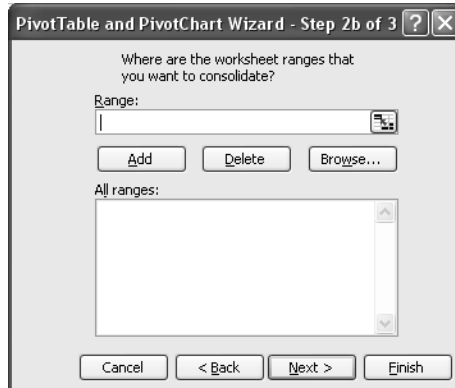 PivotTable and PivotChart Wizard - Step 2b of 3
Where are the worksheet ranges that
you want to consolidate?
Range:
Add Delete Browse...
All ranges:
Cancel < Back Next > Finish